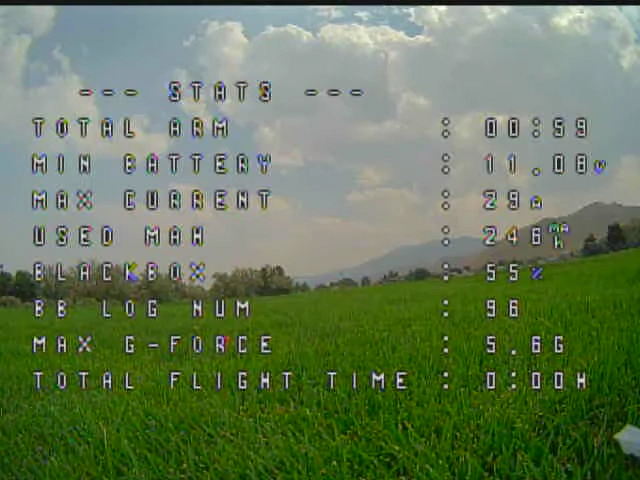 --- STATS ---
TOTAL ARM : 00:59
MIN BATTERY : 11.08V
MAX CURRENT : 29A
USED MAH : 246MAH
BLACKBOX : 55%
BB LOG NUM : 96
MAX G-FORCE : 5.6G
TOTAL FLIGHT TIME : 0:00H